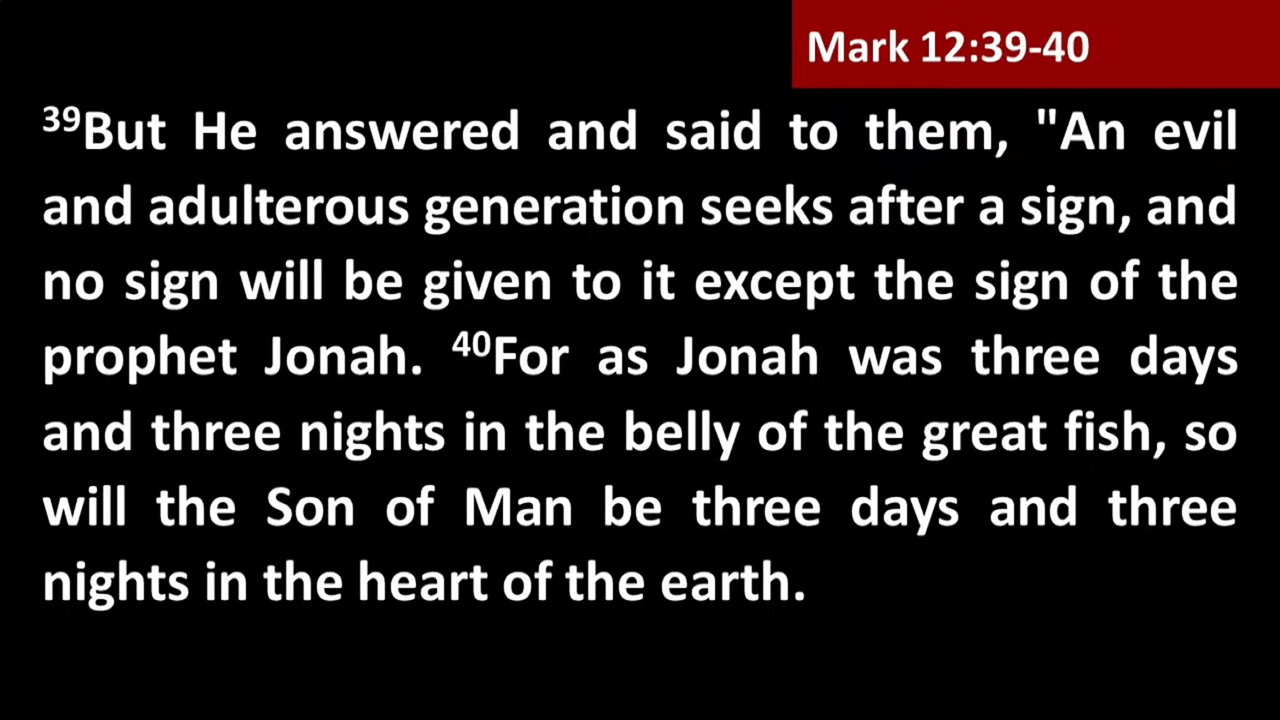 Mark 12:39-40
39But He answered and said to them, "An evil
and adulterous generation seeks after a sign, and
no sign will be given to it except the sign of the
prophet Jonah. 40For as Jonah was three days
and three nights in the belly of the great fish, so
will the Son of Man be three days and three
nights in the heart of the earth.